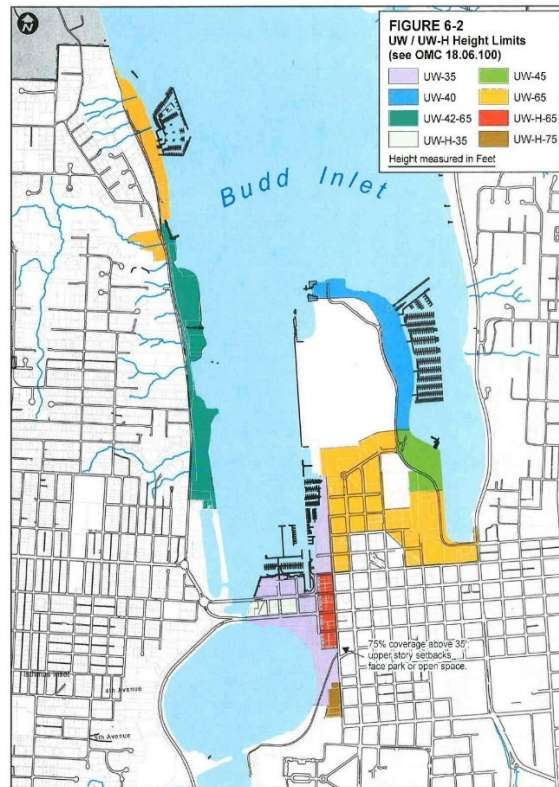 FIGURE 6-2
UW / UW-H Height Limits
(see OMC 18.06.100)
UW-35
UW-45
UW-40
UW-65
UW-42-65
UW-H-65
UW-H-35
UW-H-75
Height measured in Feet
Budd Inlet
75% coverage above 35',
upper story setbacks
face park or open space.
Isthmus Inset
4th Avenue
5th Avenue